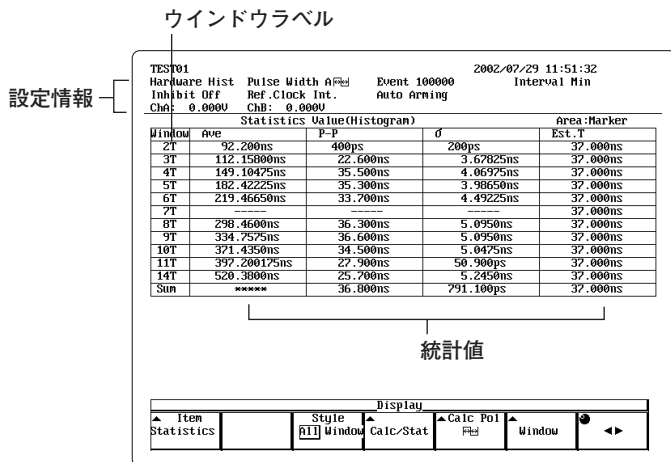 ウインドウラベル
設定情報
TEST01 2002/07/29 11:51:32
Hardware Hist Pulse Width A Event 100000 Interval Min
Inhibit Off Ref.Clock Int. Auto Arming
ChA: 0.000V ChB: 0.000V
Statistics Value(Histogram) Area:Marker
Window Ave P-P σ Est.T
2T 92.200ns 400ps 200ps 37.000ns
3T 112.15800ns 22.600ns 3.67825ns 37.000ns
4T 149.10475ns 35.500ns 4.06975ns 37.000ns
5T 182.42225ns 35.300ns 3.98650ns 37.000ns
6T 219.46650ns 33.700ns 4.49225ns 37.000ns
7T ----- ----- ----- 37.000ns
8T 298.4600ns 36.300ns 5.0950ns 37.000ns
9T 334.7575ns 36.600ns 5.0950ns 37.000ns
10T 371.4350ns 34.500ns 5.0475ns 37.000ns
11T 397.200175ns 27.900ns 50.900ps 37.000ns
14T 520.3800ns 25.700ns 5.2450ns 37.000ns
Sum ***** 36.800ns 791.100ps 37.000ns
統計値
Display
Item Style Calc Pol
Statistics All Window Calc/Stat Window